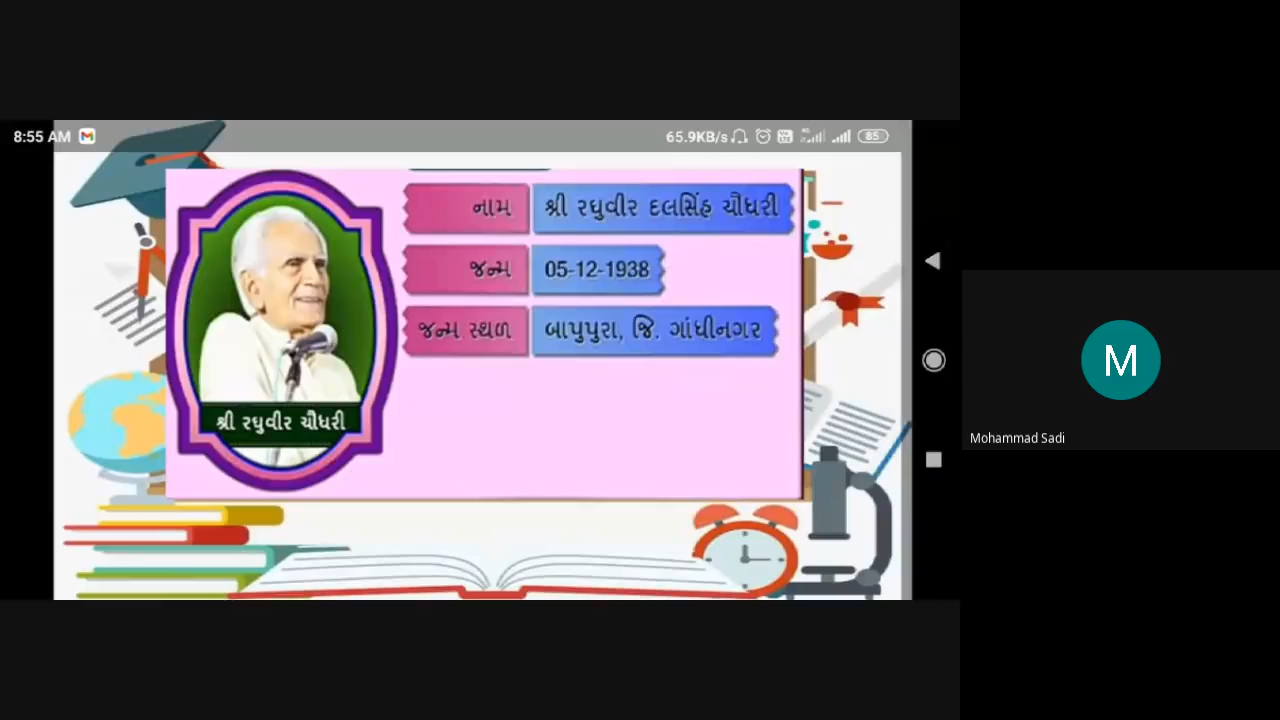 8:55 AM
65.9KB/s
4G
85
નામ
શ્રી રઘુવીર દલસિંહ ચૌધરી
જન્મ
05-12-1938
જન્મ સ્થળ
બાપુપુરા, જિ. ગાંધીનગર
શ્રી રઘુવીર ચૌધરી
M
Mohammad Sadi